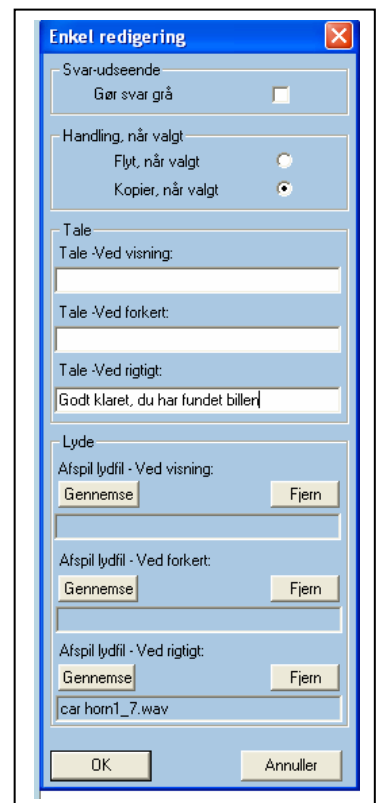 Enkel redigering
Svar-udseende
Gør svar grå
Handling, når valgt
Flyt, når valgt
Kopier, når valgt
Tale
Tale -Ved visning:
Tale -Ved forkert:
Tale -Ved rigtigt:
Godt klaret, du har fundet billen
Lyde
Afspil lydfil - Ved visning:
Gennemse Fjern
Afspil lydfil - Ved forkert:
Gennemse Fjern
Afspil lydfil - Ved rigtigt:
Gennemse Fjern
car horn1_7.wav
OK Annuller